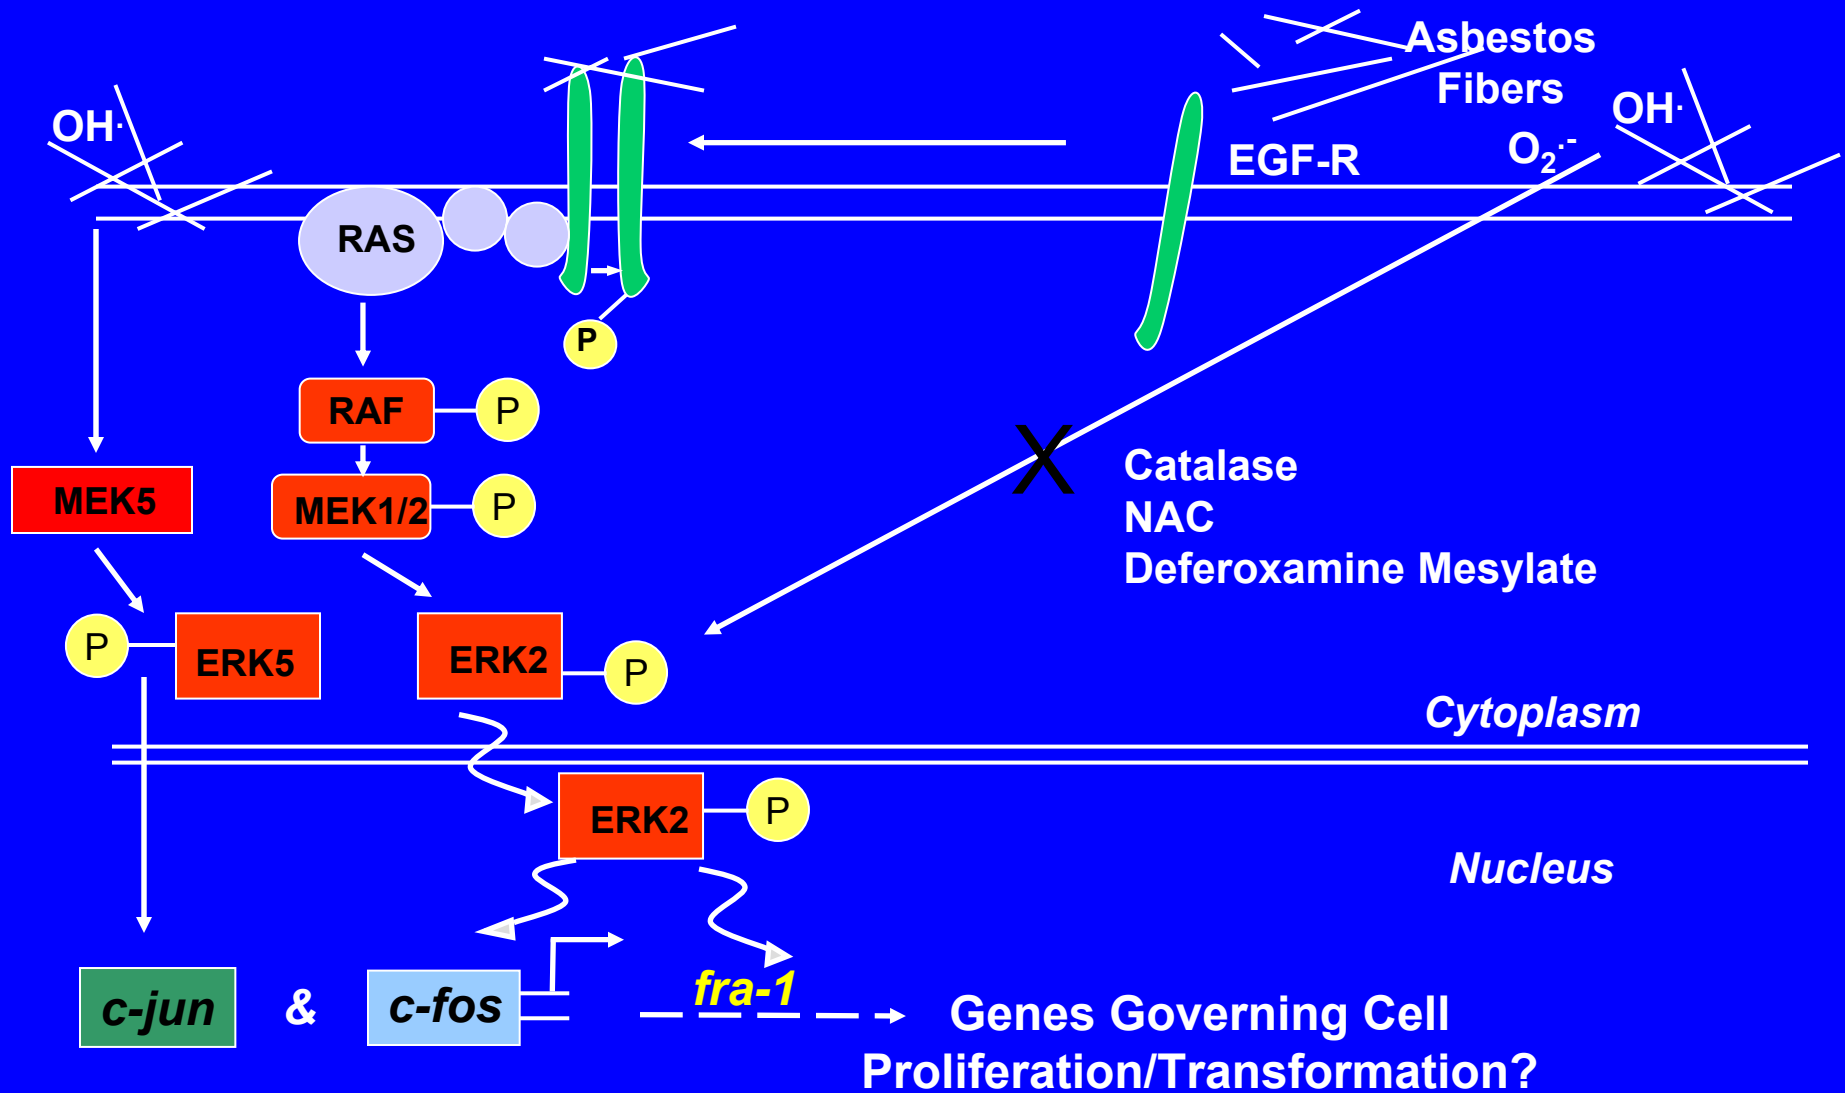 Asbestos
Fibers
OH·
OH·
EGF-R
O₂·-
RAS
P
RAF
P
MEK5
MEK1/2
P
X
Catalase
NAC
Deferoxamine Mesylate
P
ERK5
ERK2
P
Cytoplasm
ERK2
P
Nucleus
c-jun
&
c-fos
fra-1
Genes Governing Cell
Proliferation/Transformation?